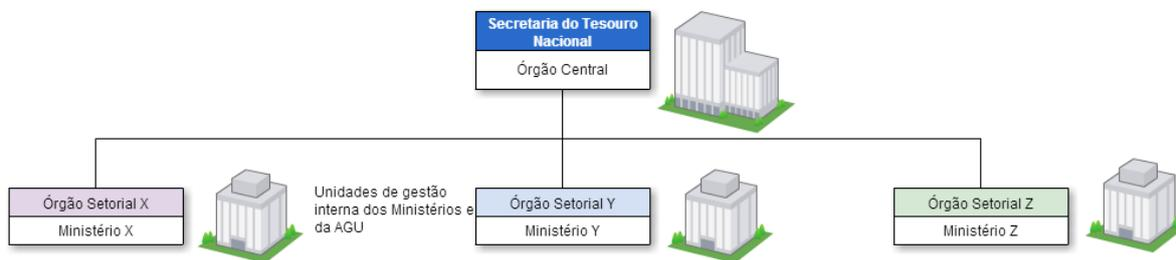 Secretaria do Tesouro
Nacional
Órgão Central
Órgão Setorial X
Ministério X
Unidades de gestão
interna dos Ministérios e
da AGU
Órgão Setorial Y
Ministério Y
Órgão Setorial Z
Ministério Z